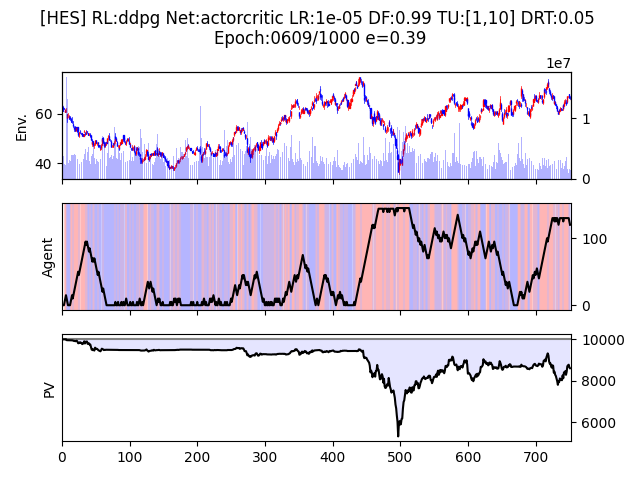 [HES] RL:ddpg Net:actorcritic LR:1e-05 DF:0.99 TU:[1,10] DRT:0.05
Epoch:0609/1000 e=0.39
1e7
Env.
60
40
1
0
Agent
100
0
PV
10000
8000
6000
0 100 200 300 400 500 600 700